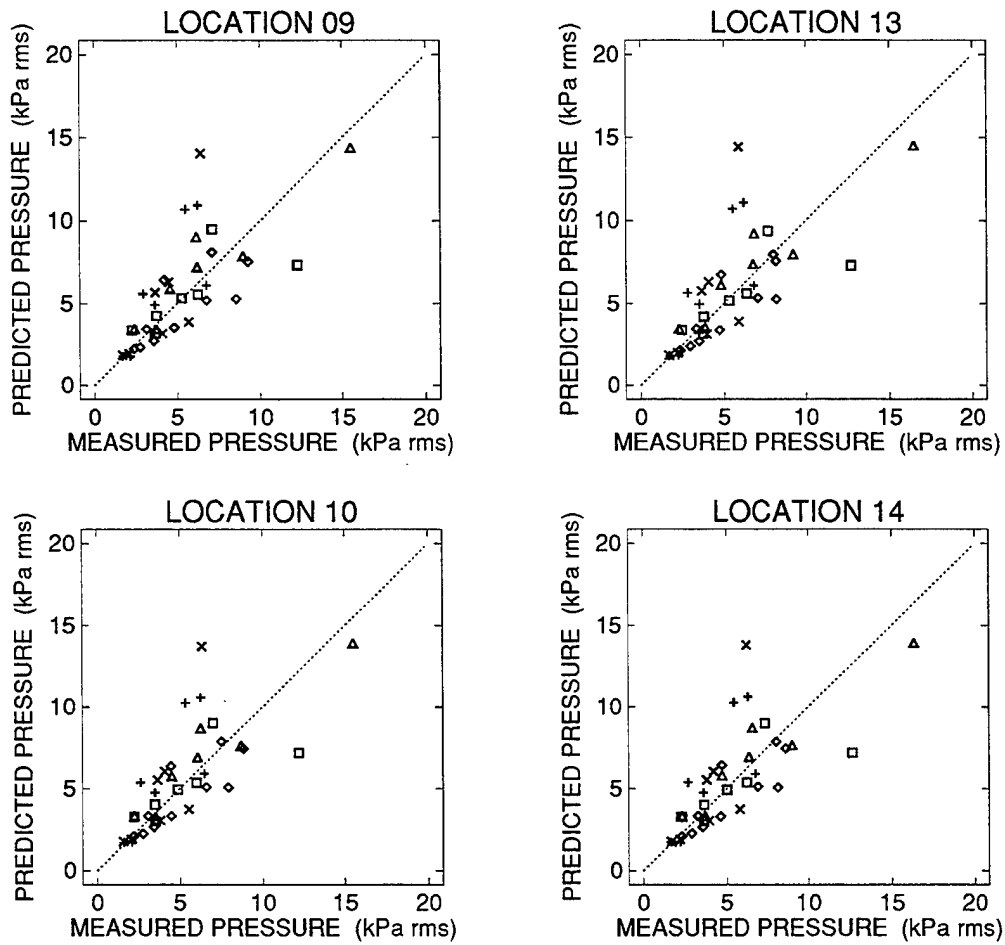 LOCATION 09
PREDICTED PRESSURE (kPa rms)
20
15
10
5
0
0 5 10 15 20
MEASURED PRESSURE (kPa rms)
LOCATION 13
PREDICTED PRESSURE (kPa rms)
20
15
10
5
0
0 5 10 15 20
MEASURED PRESSURE (kPa rms)
LOCATION 10
PREDICTED PRESSURE (kPa rms)
20
15
10
5
0
0 5 10 15 20
MEASURED PRESSURE (kPa rms)
LOCATION 14
PREDICTED PRESSURE (kPa rms)
20
15
10
5
0
0 5 10 15 20
MEASURED PRESSURE (kPa rms)